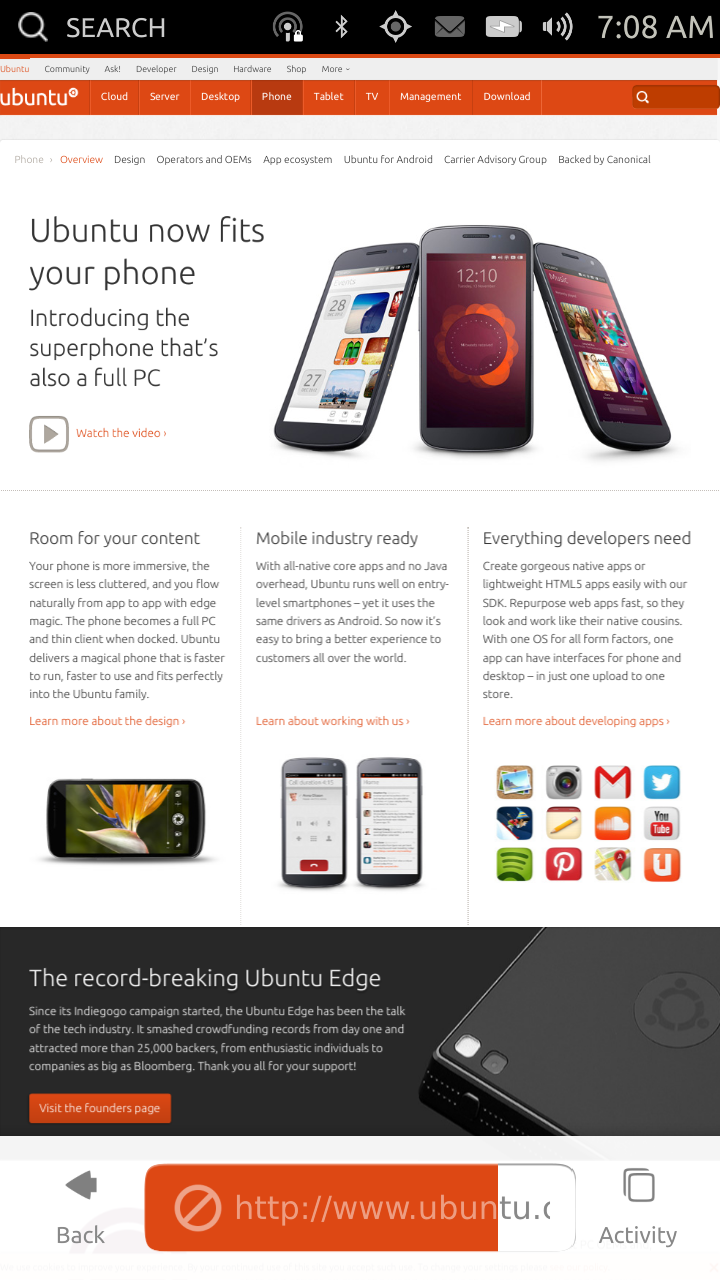 SEARCH 7:08 AM
Ubuntu Community Ask! Developer Design Hardware Shop More
ubuntu Cloud Server Desktop Phone Tablet TV Management Download
Phone › Overview Design Operators and OEMs App ecosystem Ubuntu for Android Carrier Advisory Group Backed by Canonical
Ubuntu now fits
your phone
Introducing the
superphone that's
also a full PC
Watch the video ›
Events
28
27
12:10
Music
Room for your content
Your phone is more immersive, the
screen is less cluttered, and you flow
naturally from app to app with edge
magic. The phone becomes a full PC
and thin client when docked. Ubuntu
delivers a magical phone that is faster
to run, faster to use and fits perfectly
into the Ubuntu family.
Learn more about the design ›
Mobile industry ready
With all-native core apps and no Java
overhead, Ubuntu runs well on entry-
level smartphones – yet it uses the
same drivers as Android. So now it's
easy to bring a better experience to
customers all over the world.
Learn about working with us ›
Call duration 4:15
Home
Everything developers need
Create gorgeous native apps or
lightweight HTML5 apps easily with our
SDK. Repurpose web apps fast, so they
look and work like their native cousins.
With one OS for all form factors, one
app can have interfaces for phone and
desktop – in just one upload to one
store.
Learn more about developing apps ›
You
Tube
The record-breaking Ubuntu Edge
Since its Indiegogo campaign started, the Ubuntu Edge has been the talk
of the tech industry. It smashed crowdfunding records from day one and
attracted more than 25,000 backers, from enthusiastic individuals to
companies as big as Bloomberg. Thank you all for your support!
Visit the founders page
Back http://www.ubuntu.c Activity